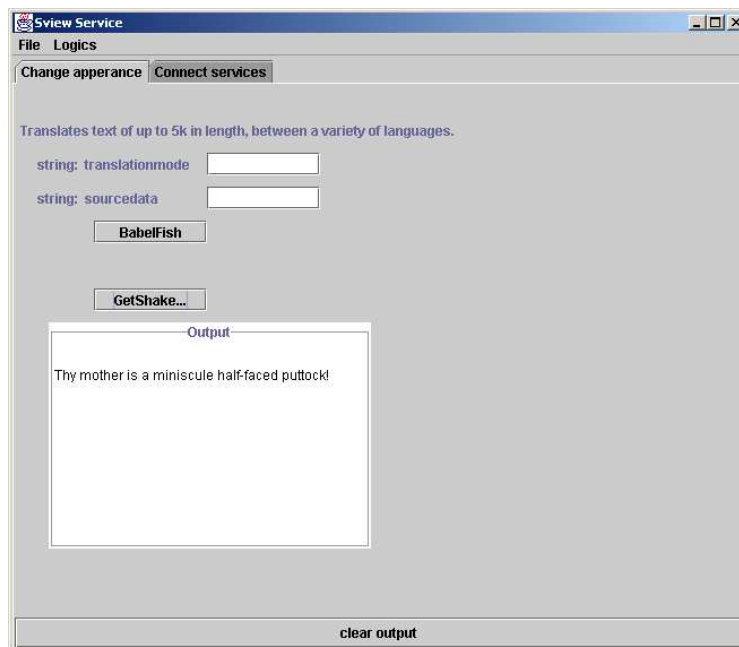 Sview Service
File Logics
Change apperance Connect services
Translates text of up to 5k in length, between a variety of languages.
string: translationmode
string: sourcedata
BabelFish
GetShake...
Output
Thy mother is a miniscule half-faced puttock!
clear output